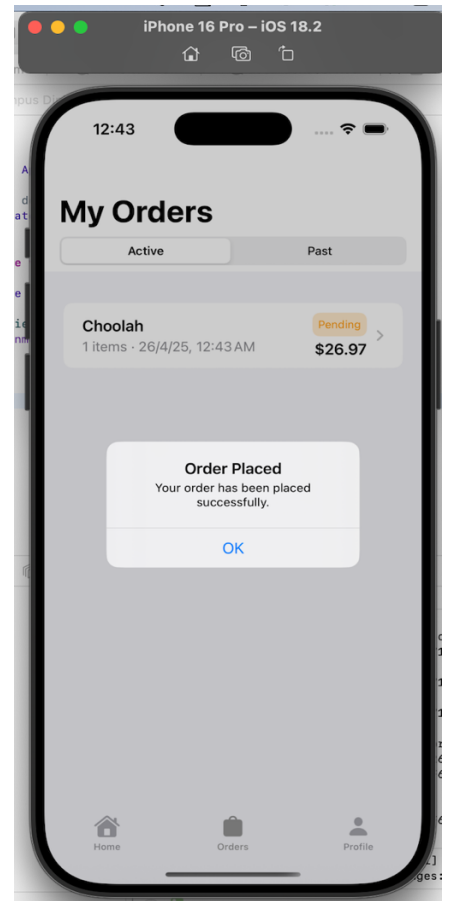 iPhone 16 Pro – iOS 18.2
12:43
My Orders
Active
Past
Choolah
Pending
1 items · 26/4/25, 12:43 AM
$26.97
Order Placed
Your order has been placed
successfully.
OK
Home
Orders
Profile